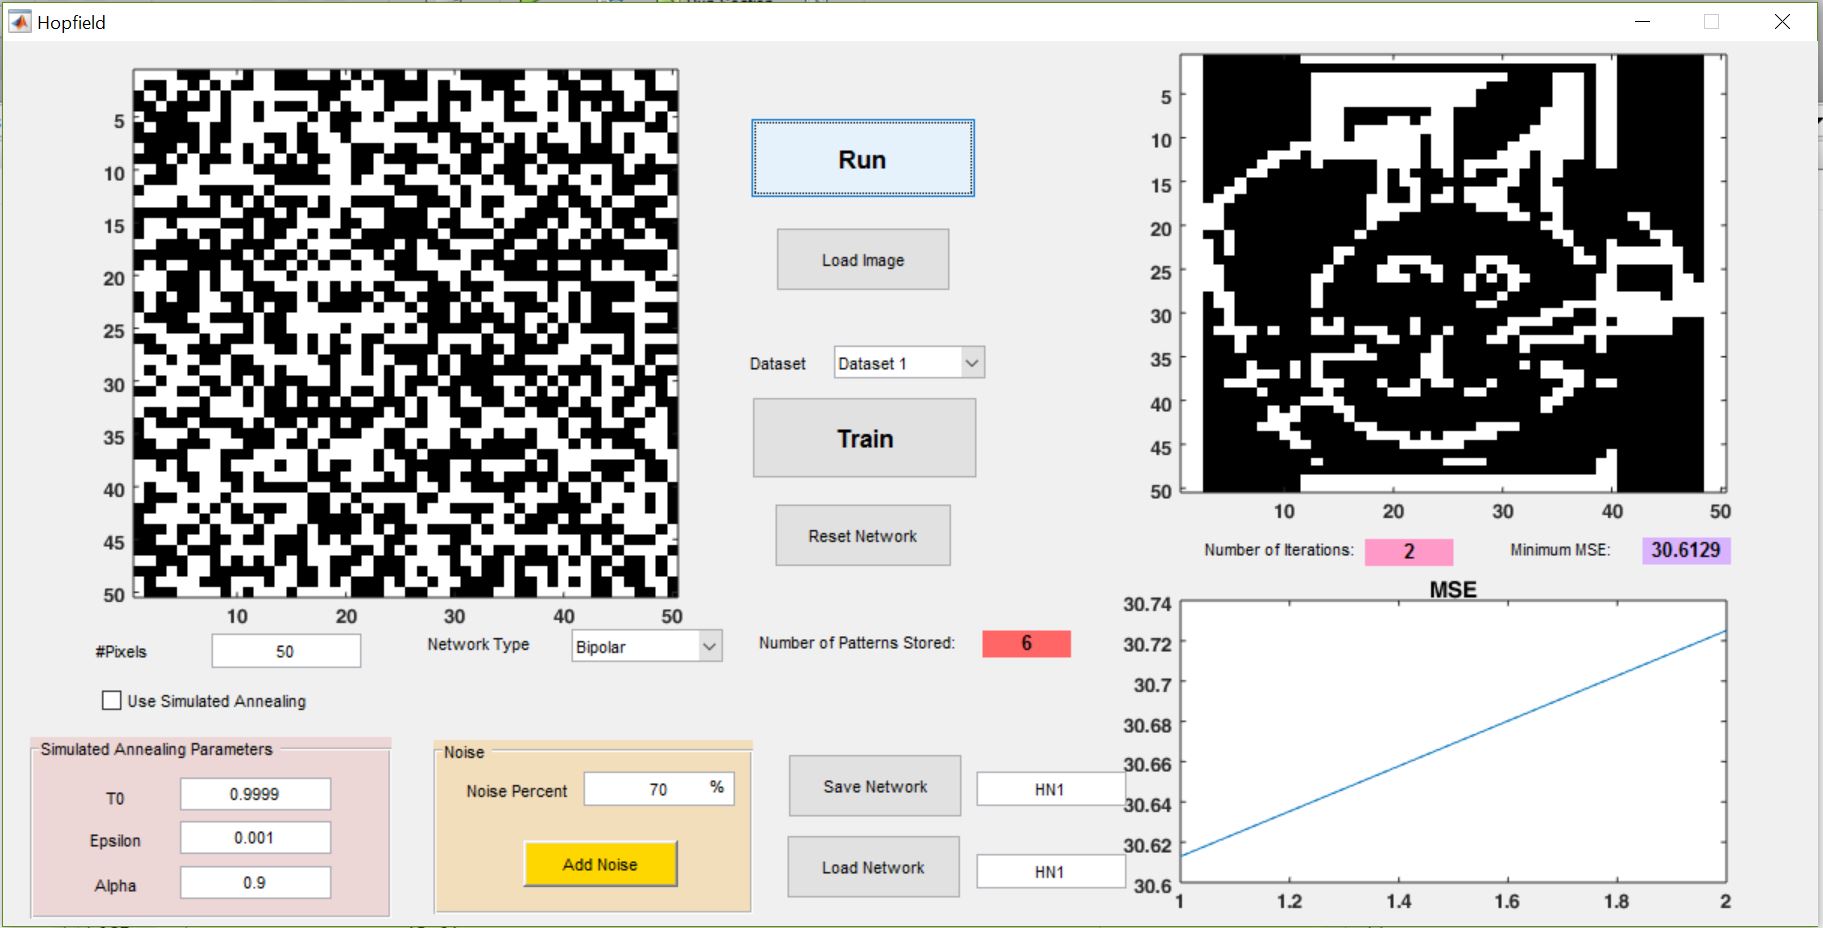 Hopfield
5
10
15
20
25
30
35
40
45
50
10 20 30 40 50
#Pixels 50
Network Type Bipolar
Use Simulated Annealing
Simulated Annealing Parameters
T0 0.9999
Epsilon 0.001
Alpha 0.9
Noise
Noise Percent 70 %
Add Noise
Run
Load Image
Dataset Dataset 1
Train
Reset Network
Number of Patterns Stored: 6
Save Network HN1
Load Network HN1
5
10
15
20
25
30
35
40
45
50
10 20 30 40 50
Number of Iterations: 2 Minimum MSE: 30.6129
MSE
30.74
30.72
30.7
30.68
30.66
30.64
30.62
30.6
1 1.2 1.4 1.6 1.8 2